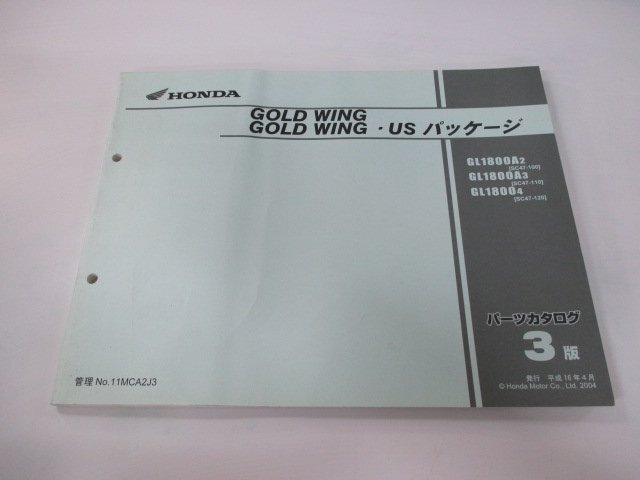 HONDA
GOLD WING
GOLD WING・US パッケージ
GL1800A2
[SC47-100]
GL1800A3
[SC47-110]
GL18004
[SC47-120]
パーツカタログ
3 版
発行 平成 16 年 4 月
© Honda Motor Co., Ltd. 2004
管理 No.11MCA2J3